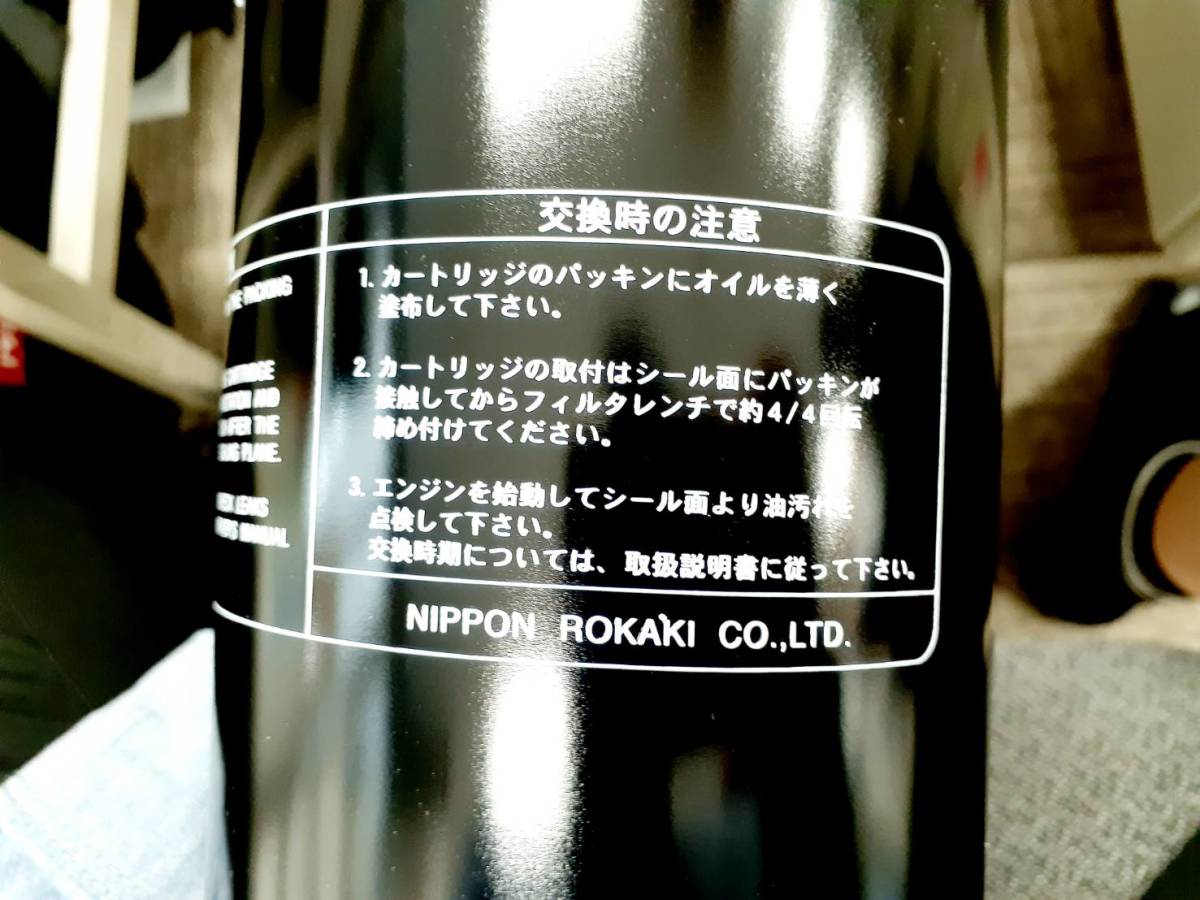 交換時の注意
1. カートリッジのパッキンにオイルを薄く
塗布して下さい。
2. カートリッジの取付はシール面にパッキンが
接触してからフィルタレンチで約4/4回転
締め付けてください。
3. エンジンを始動してシール面より油汚れを
点検して下さい。
交換時期については、取扱説明書に従って下さい。
NIPPON ROKAKI CO.,LTD.
PACKING
AND
THE
PLANE.
LEAKS
MANUAL